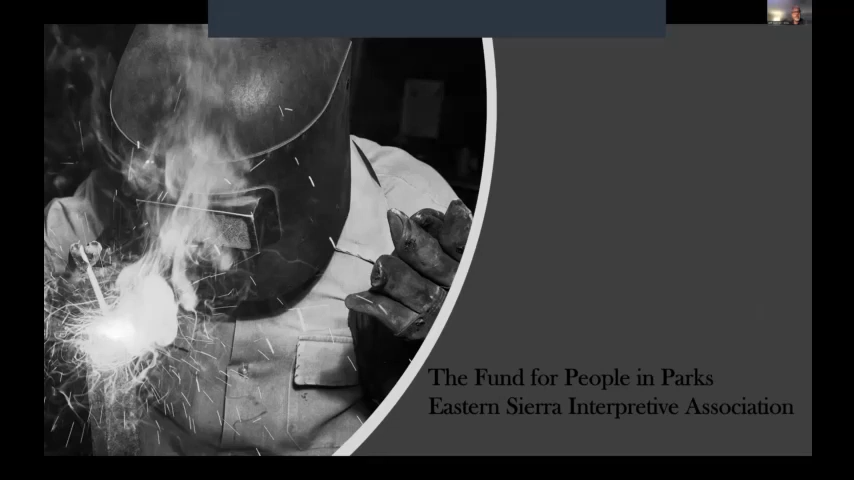 The Fund for People in Parks
Eastern Sierra Interpretive Association